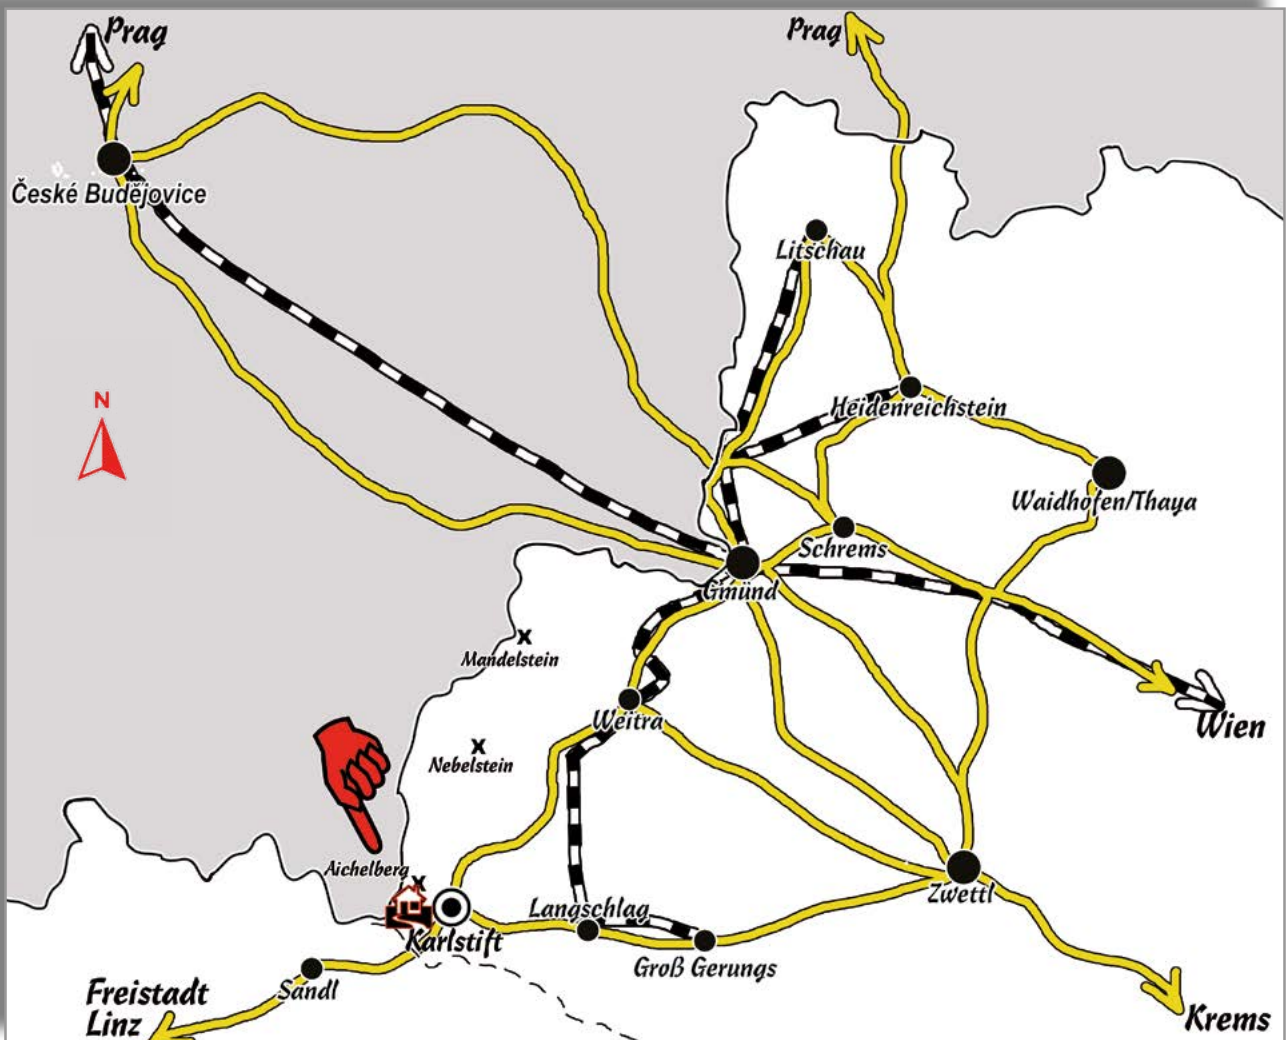 Prag
Prag
České Budějovice
Litschau
N
Heidenreichstein
Waidhofen/Thaya
Schrems
Gmünd
x
Mandelstein
Weitra
Wien
x
Nebelstein
Aichelberg
x
Zwettl
Langschlag
Karlstift
Groß Gerungs
Sandl
Freistadt
Linz
Krems